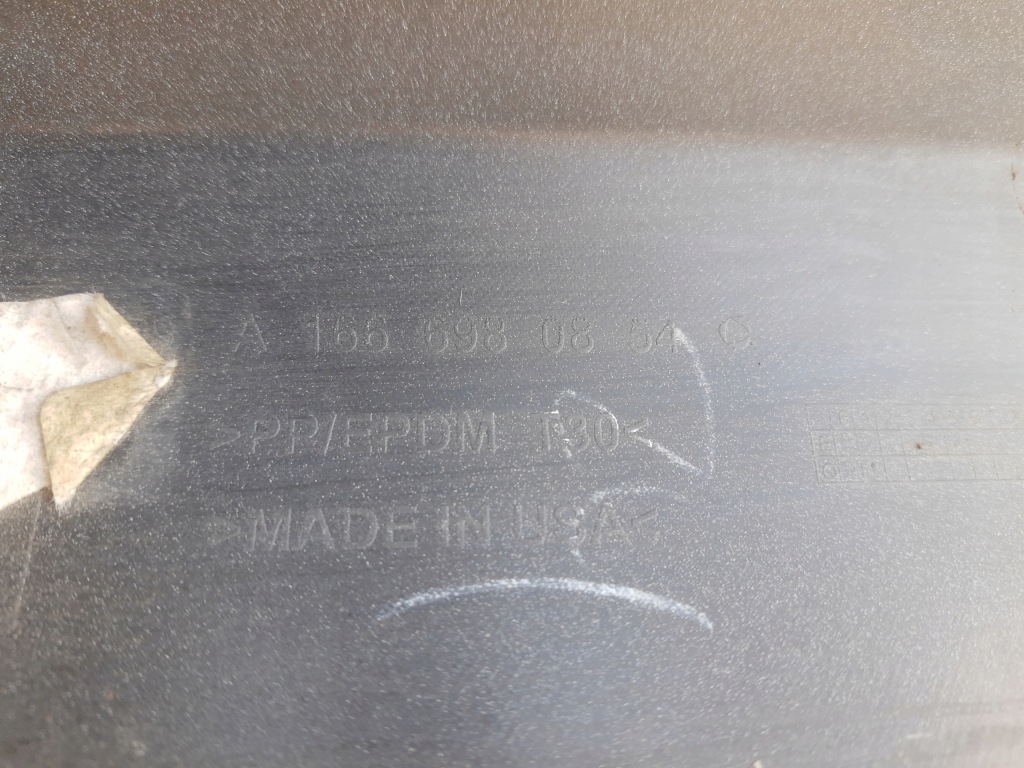 A 166 698 08 54
>PP/EPDM T30<
>MADE IN USA<